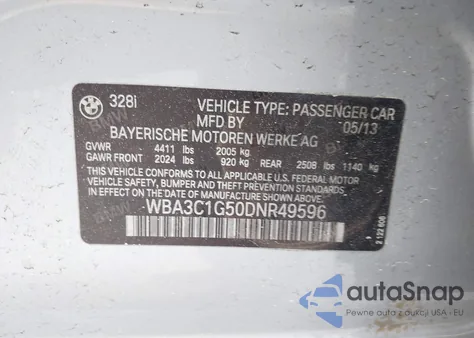 BMW 328i VEHICLE TYPE: PASSENGER CAR
MFD BY 05/13
BAYERISCHE MOTOREN WERKE AG
GVWR 4411 lbs 2005 kg
GAWR FRONT 2024 lbs 920 kg REAR 2508 lbs 1140 kg
THIS VEHICLE CONFORMS TO ALL APPLICABLE FEDERAL MOTOR
VEHICLE SAFETY, BUMPER, AND THEFT PREVENTION STANDARDS
IN EFFECT ON THE DATE OF MANUFACTURE SHOWN ABOVE.
WBA3C1G50DNR49596
autoSnap
Pewne auta z aukcji USA - EU